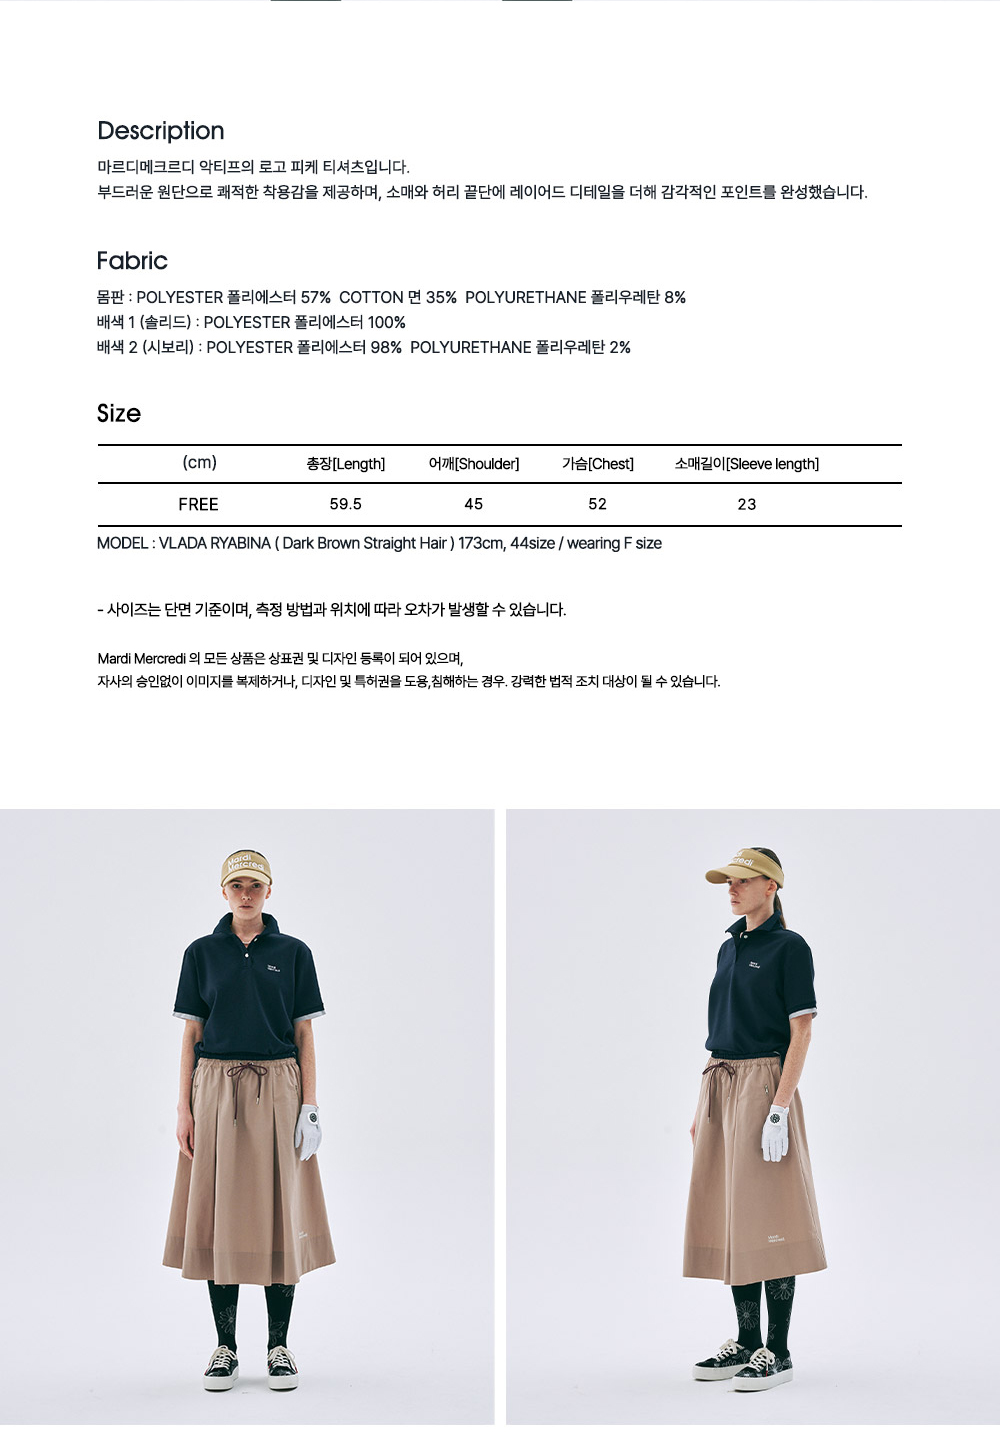 Description
마르디메크르디 악티프의 로고 피케 티셔츠입니다.
부드러운 원단으로 쾌적한 착용감을 제공하며, 소매와 허리 끝단에 레이어드 디테일을 더해 감각적인 포인트를 완성했습니다.
Fabric
몸판 : POLYESTER 폴리에스터 57%  COTTON 면 35%  POLYURETHANE 폴리우레탄 8%
배색 1 (솔리드) : POLYESTER 폴리에스터 100%
배색 2 (시보리) : POLYESTER 폴리에스터 98%  POLYURETHANE 폴리우레탄 2%
Size
(cm) 총장[Length] 어깨[Shoulder] 가슴[Chest] 소매길이[Sleeve length]
FREE 59.5 45 52 23
MODEL : VLADA RYABINA ( Dark Brown Straight Hair ) 173cm, 44size / wearing F size
- 사이즈는 단면 기준이며, 측정 방법과 위치에 따라 오차가 발생할 수 있습니다.
Mardi Mercredi 의 모든 상품은 상표권 및 디자인 등록이 되어 있으며,
자사의 승인없이 이미지를 복제하거나, 디자인 및 특허권을 도용,침해하는 경우. 강력한 법적 조치 대상이 될 수 있습니다.
Mardi
Mercredi